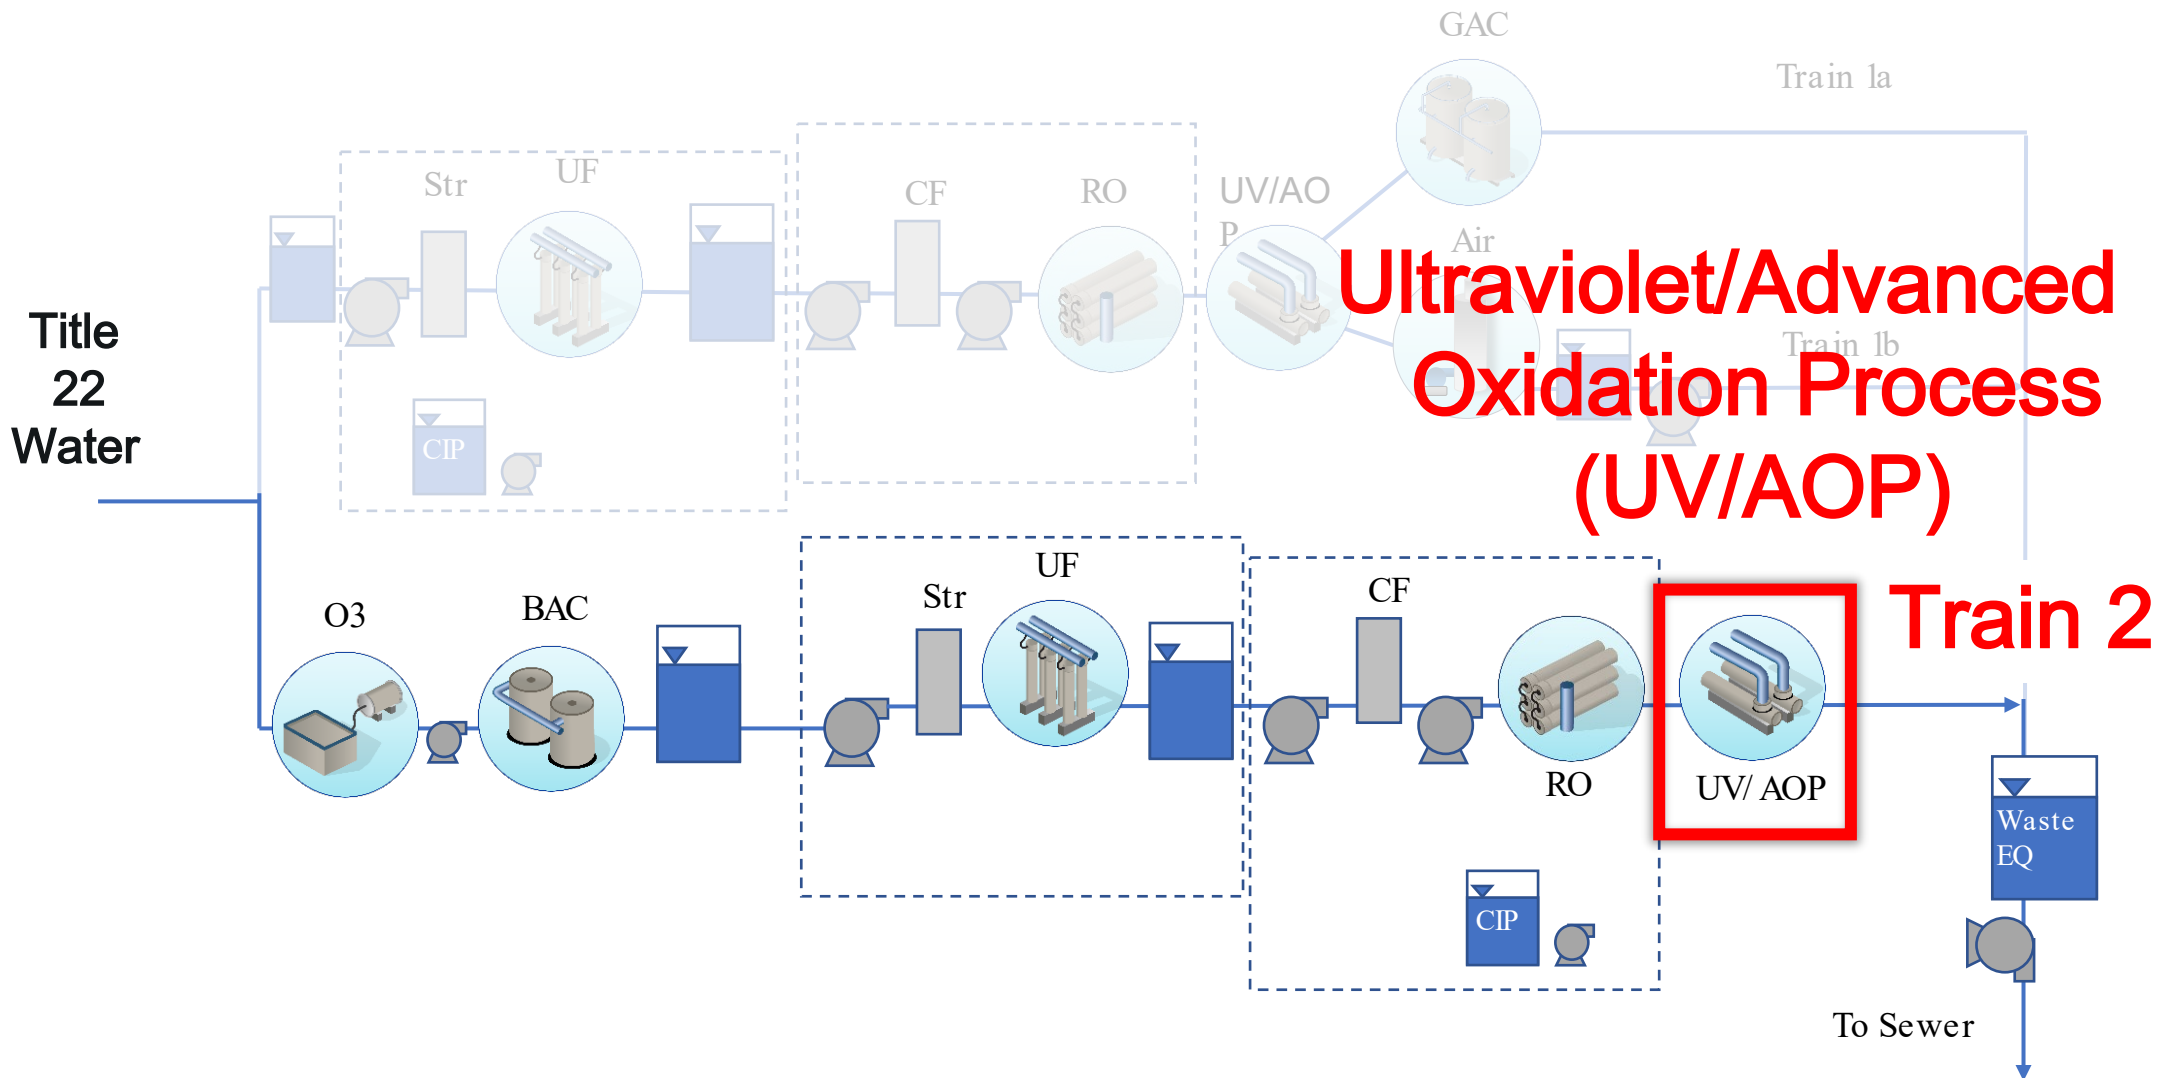 GAC
Train 1a
Str
UF
CF
RO
UV/AO
P
Air
Train 1b
CIP
Ultraviolet/Advanced
Oxidation Process
(UV/AOP)
Title
22
Water
Train 2
O3
BAC
Str
UF
CF
RO
UV/ AOP
CIP
Waste
EQ
To Sewer